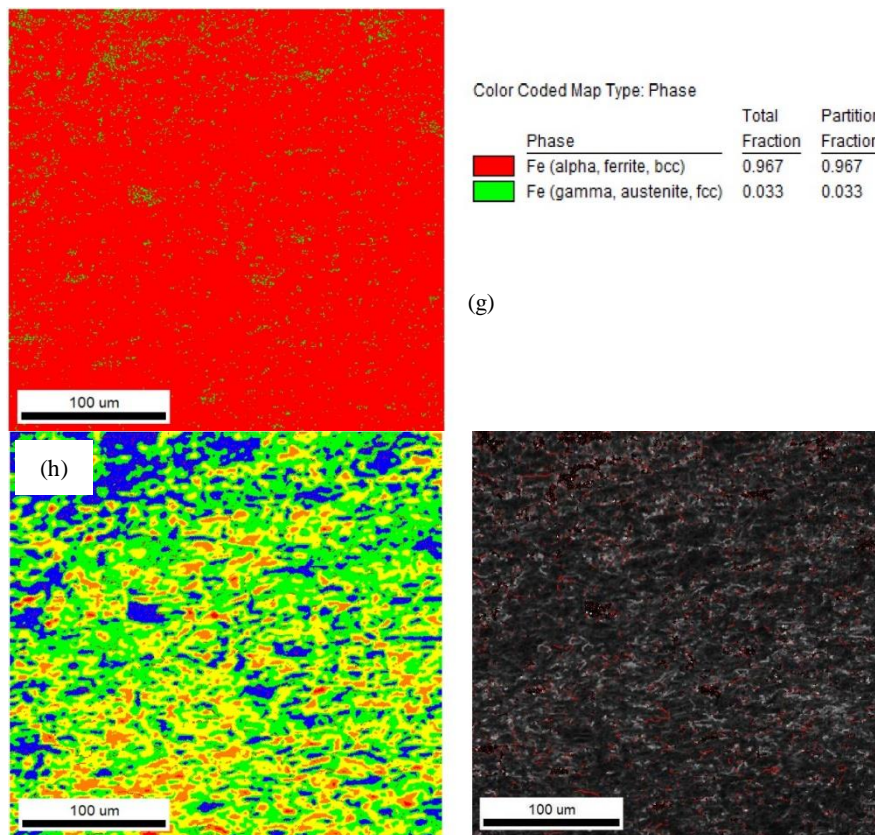 Color Coded Map Type: Phase
Total Partition
Phase Fraction Fraction
Fe (alpha, ferrite, bcc) 0.967 0.967
Fe (gamma, austenite, fcc) 0.033 0.033
100 um
(g)
(h)
100 um
100 um